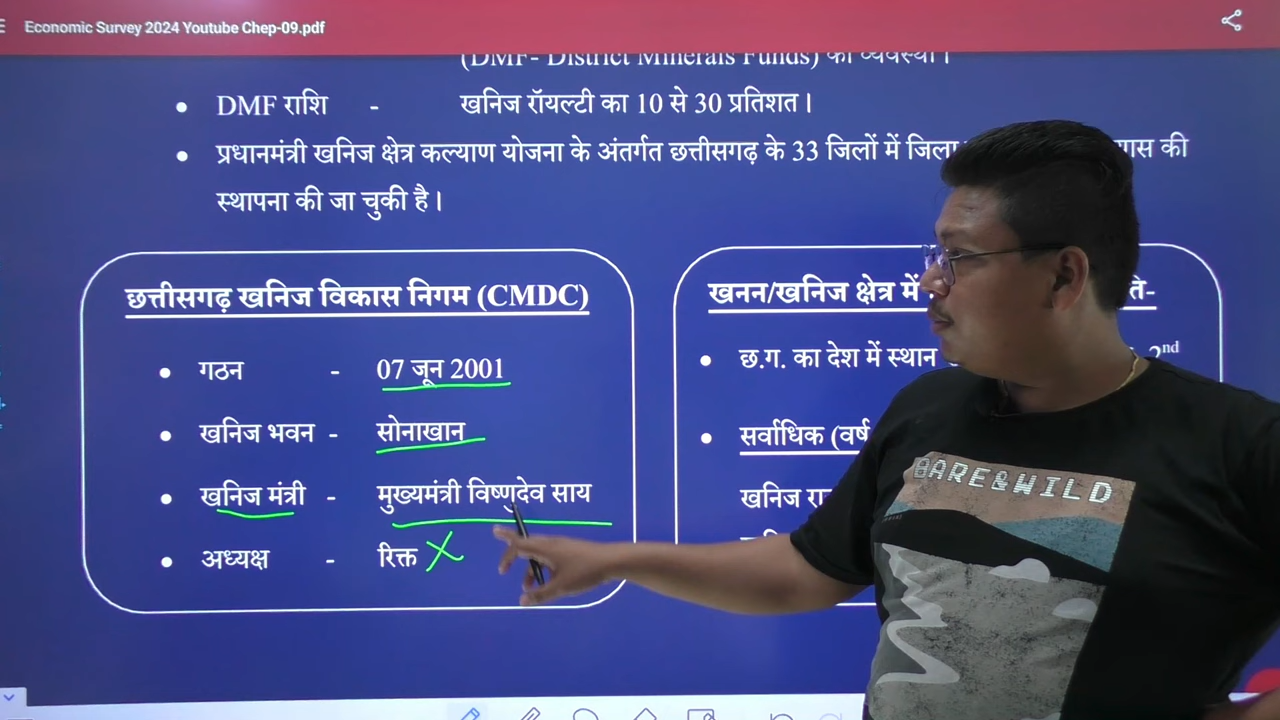 Economic Survey 2024 Youtube Chep-09.pdf
(DMF- District Minerals Funds) की व्यवस्था।
• DMF राशि - खनिज रॉयल्टी का 10 से 30 प्रतिशत।
• प्रधानमंत्री खनिज क्षेत्र कल्याण योजना के अंतर्गत छत्तीसगढ़ के 33 जिलों में की
स्थापना की जा चुकी है।
छत्तीसगढ़ खनिज विकास निगम (CMDC)
• गठन - 07 जून 2001
• खनिज भवन - सोनाखान
• खनिज मंत्री - मुख्यमंत्री विष्णुदेव साय
• अध्यक्ष - रिक्त
खनन/खनिज क्षेत्र में
• छ.ग. का देश में स्थान 2nd
• सर्वाधिक (वर्ष
खनिज
BARE&WILD